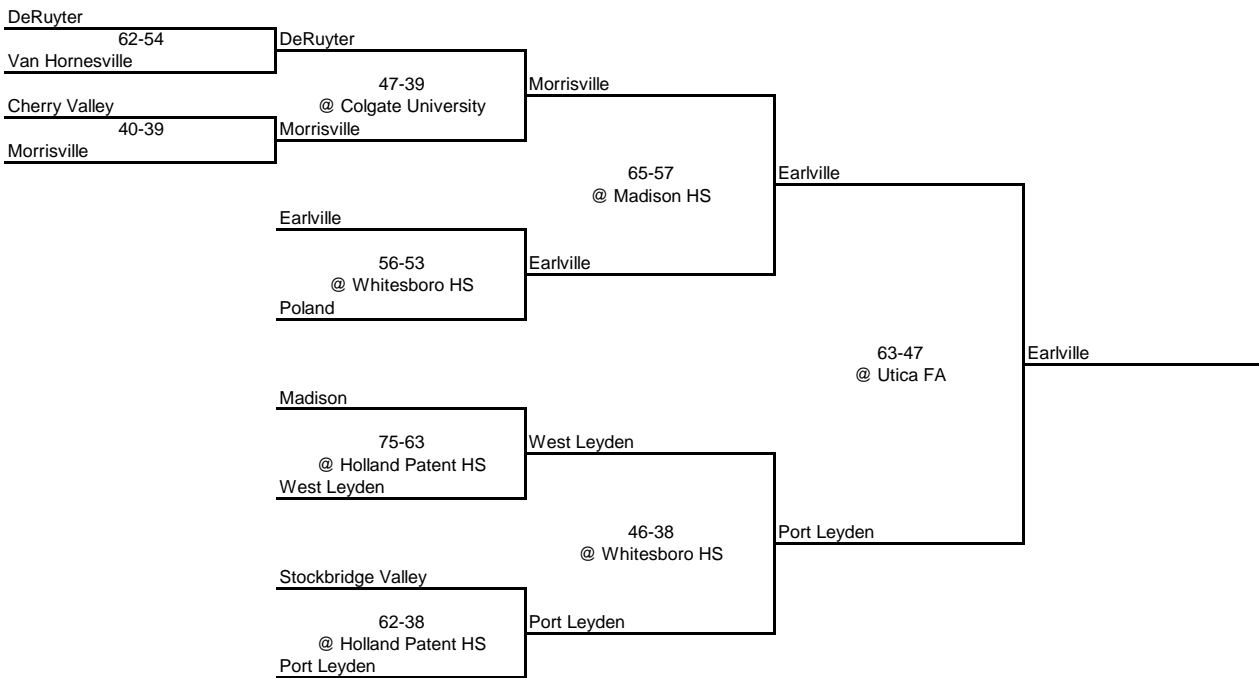 DeRuyter
62-54
Van Hornesville
DeRuyter
47-39
@ Colgate University
Morrisville
Cherry Valley
40-39
Morrisville
Morrisville
65-57
@ Madison HS
Earlville
Earlville
56-53
@ Whitesboro HS
Poland
Earlville
63-47
@ Utica FA
Earlville
Madison
75-63
@ Holland Patent HS
West Leyden
West Leyden
46-38
@ Whitesboro HS
Port Leyden
Stockbridge Valley
62-38
@ Holland Patent HS
Port Leyden
Port Leyden